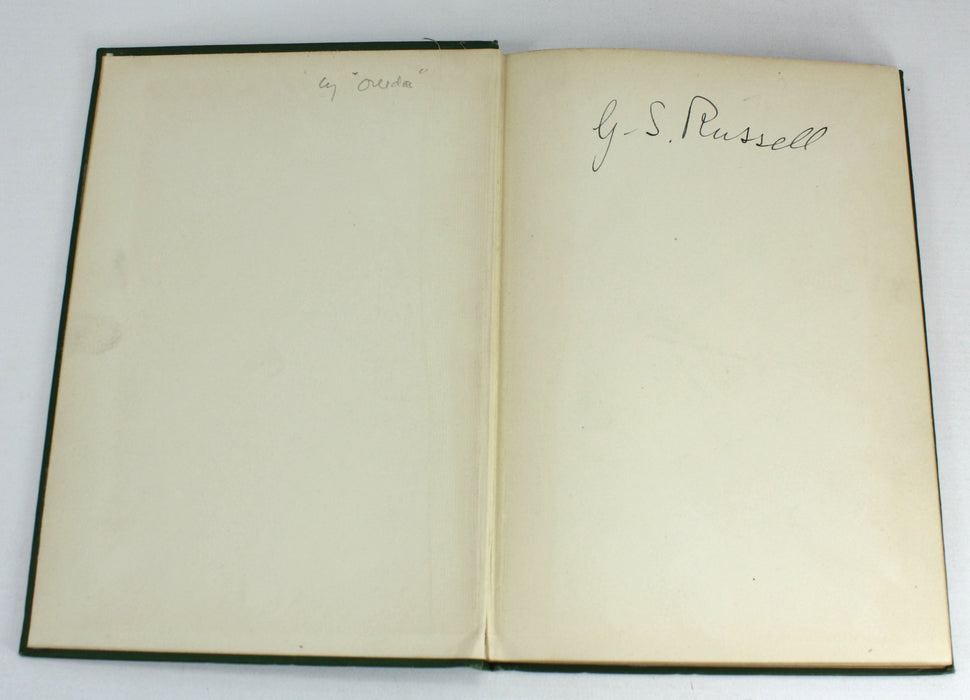 by "Ouida"
G. S. Russell